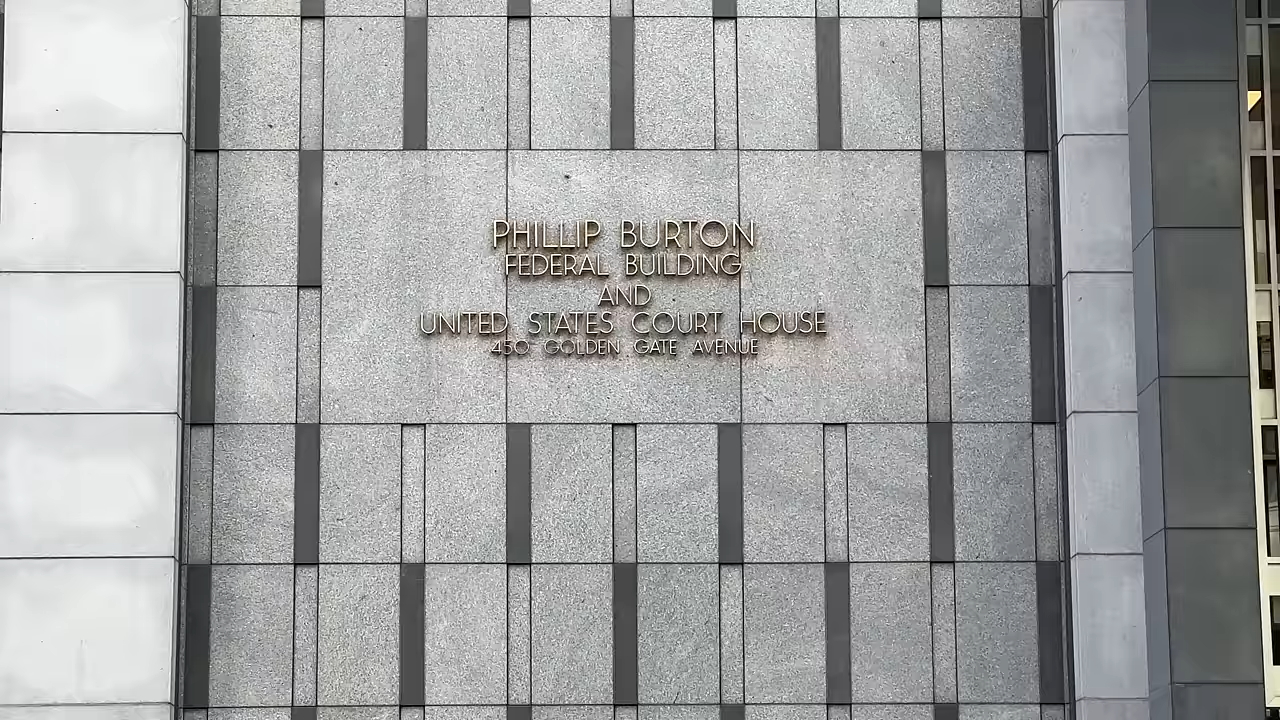 PHILLIP BURTON
FEDERAL BUILDING
AND
UNITED STATES COURT HOUSE
450 GOLDEN GATE AVENUE